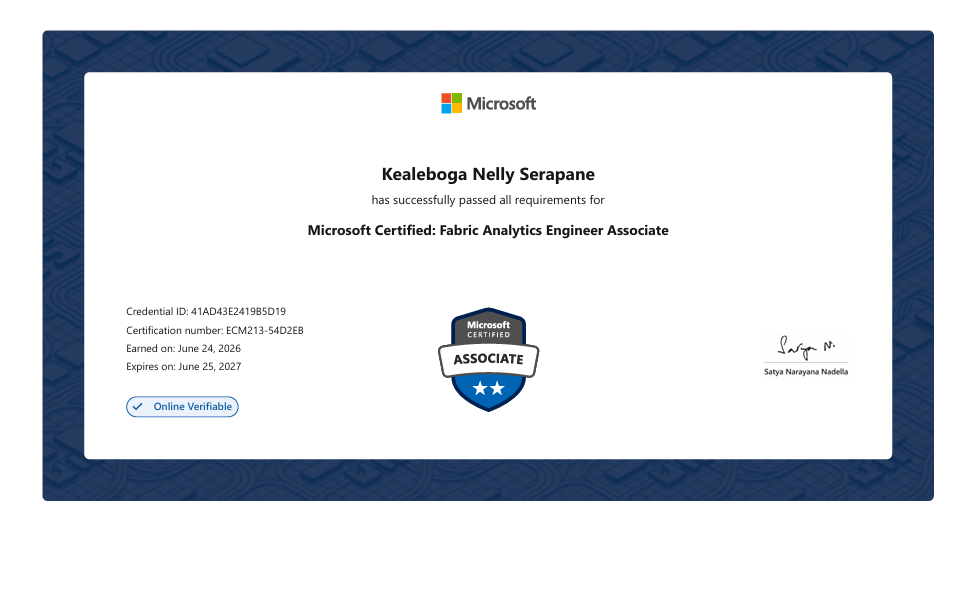 Microsoft
Kealeboga Nelly Serapane
has successfully passed all requirements for
Microsoft Certified: Fabric Analytics Engineer Associate
Credential ID: 41AD43E2419B5D19
Certification number: ECM213-54D2EB
Earned on: June 24, 2026
Expires on: June 25, 2027
Online Verifiable
Microsoft
CERTIFIED
ASSOCIATE
Satya N.
Satya Narayana Nadella